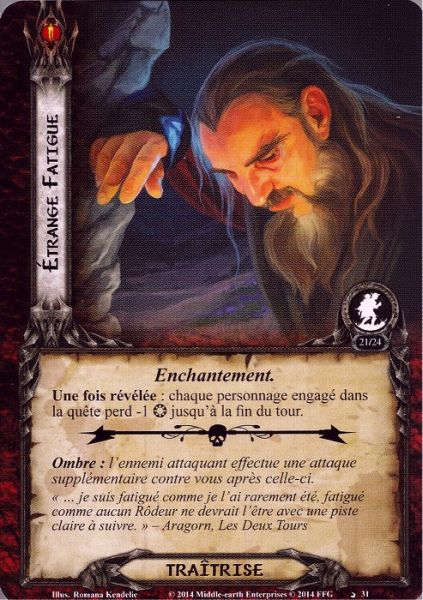 Étrange Fatigue
21/24
Enchantement.
Une fois révélée : chaque personnage engagé dans
la quête perd -1 jusqu'à la fin du tour.
Ombre : l'ennemi attaquant effectue une attaque
supplémentaire contre vous après celle-ci.
« ... je suis fatigué comme je l'ai rarement été, fatigué
comme aucun Rôdeur ne devrait l'être avec une piste
claire à suivre. » – Aragorn, Les Deux Tours
TRAÎTRISE
Illus. Romana Kendelic © 2014 Middle-earth Enterprises © 2014 FFG 31